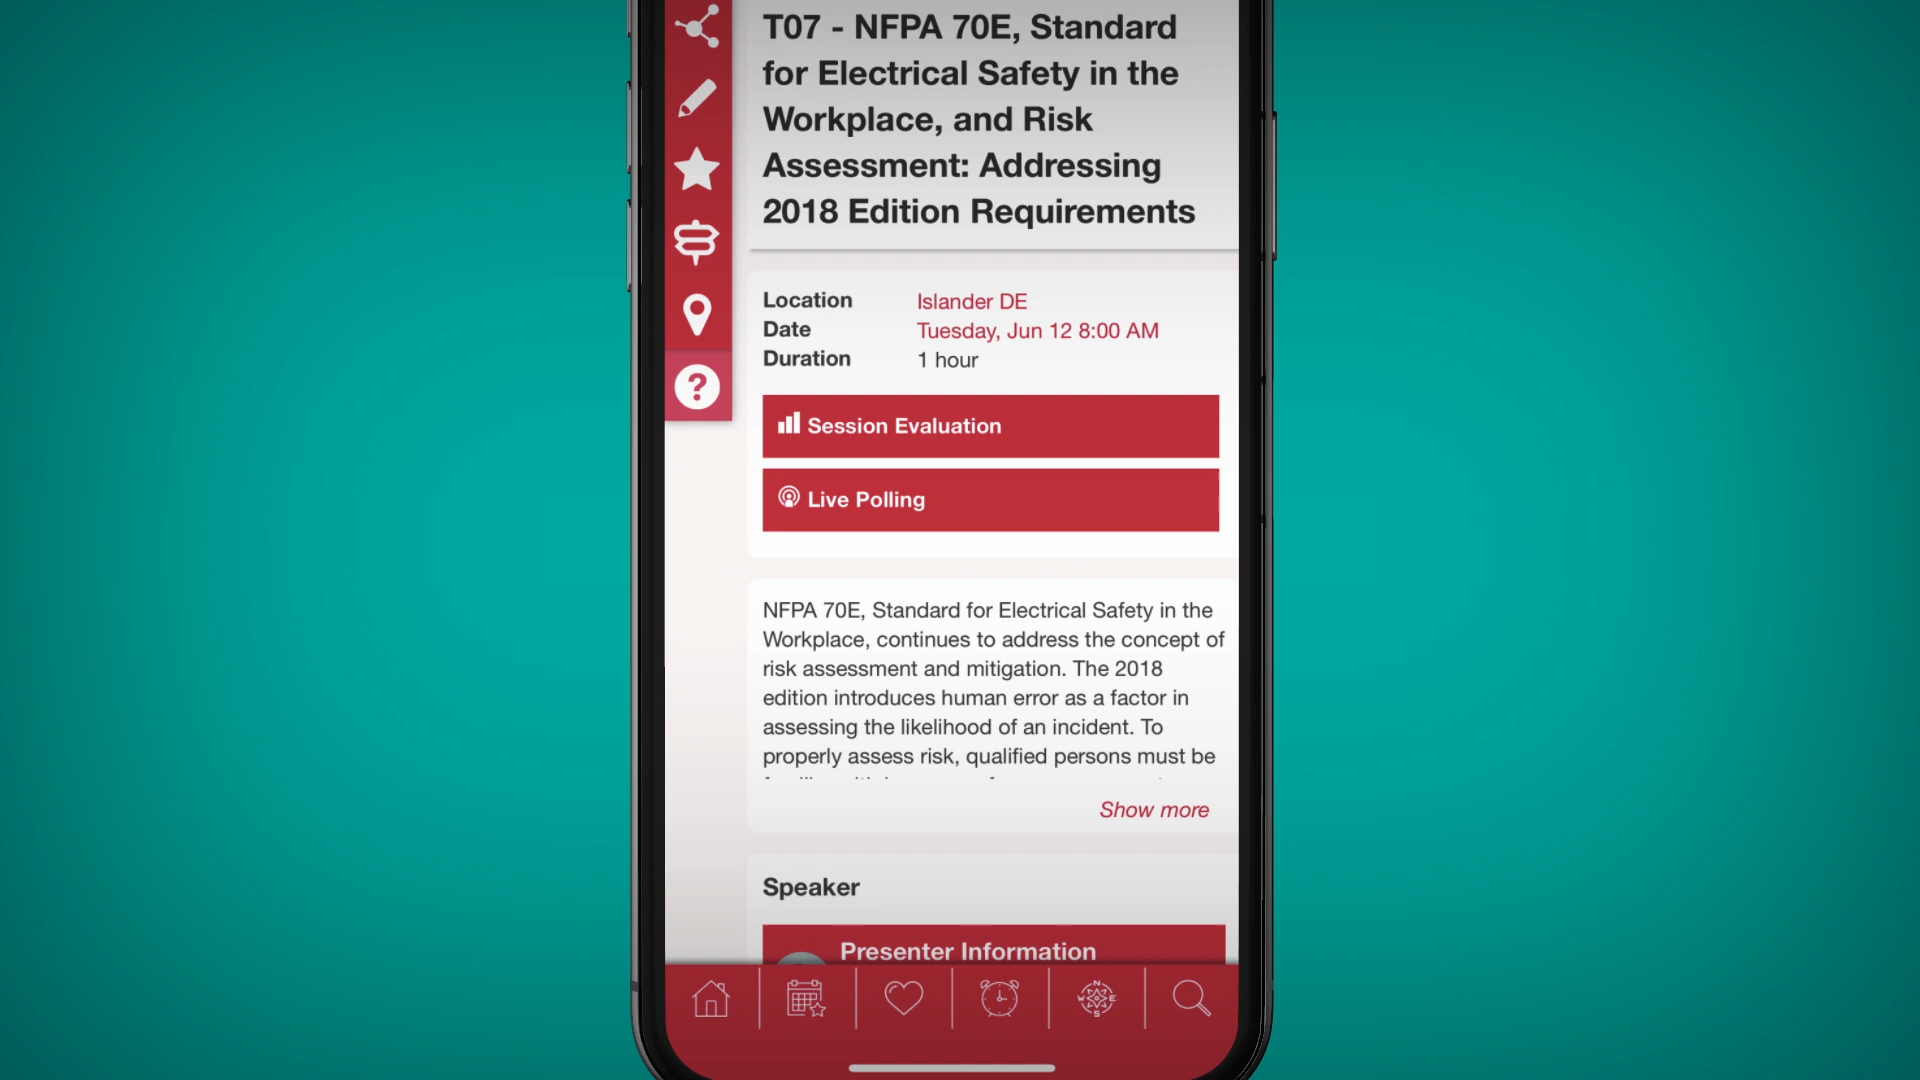 T07 - NFPA 70E, Standard
for Electrical Safety in the
Workplace, and Risk
Assessment: Addressing
2018 Edition Requirements
Location Islander DE
Date Tuesday, Jun 12 8:00 AM
Duration 1 hour
?
Session Evaluation
Live Polling
NFPA 70E, Standard for Electrical Safety in the
Workplace, continues to address the concept of
risk assessment and mitigation. The 2018
edition introduces human error as a factor in
assessing the likelihood of an incident. To
properly assess risk, qualified persons must be
Show more
Speaker
Presenter Information
N
W E
S